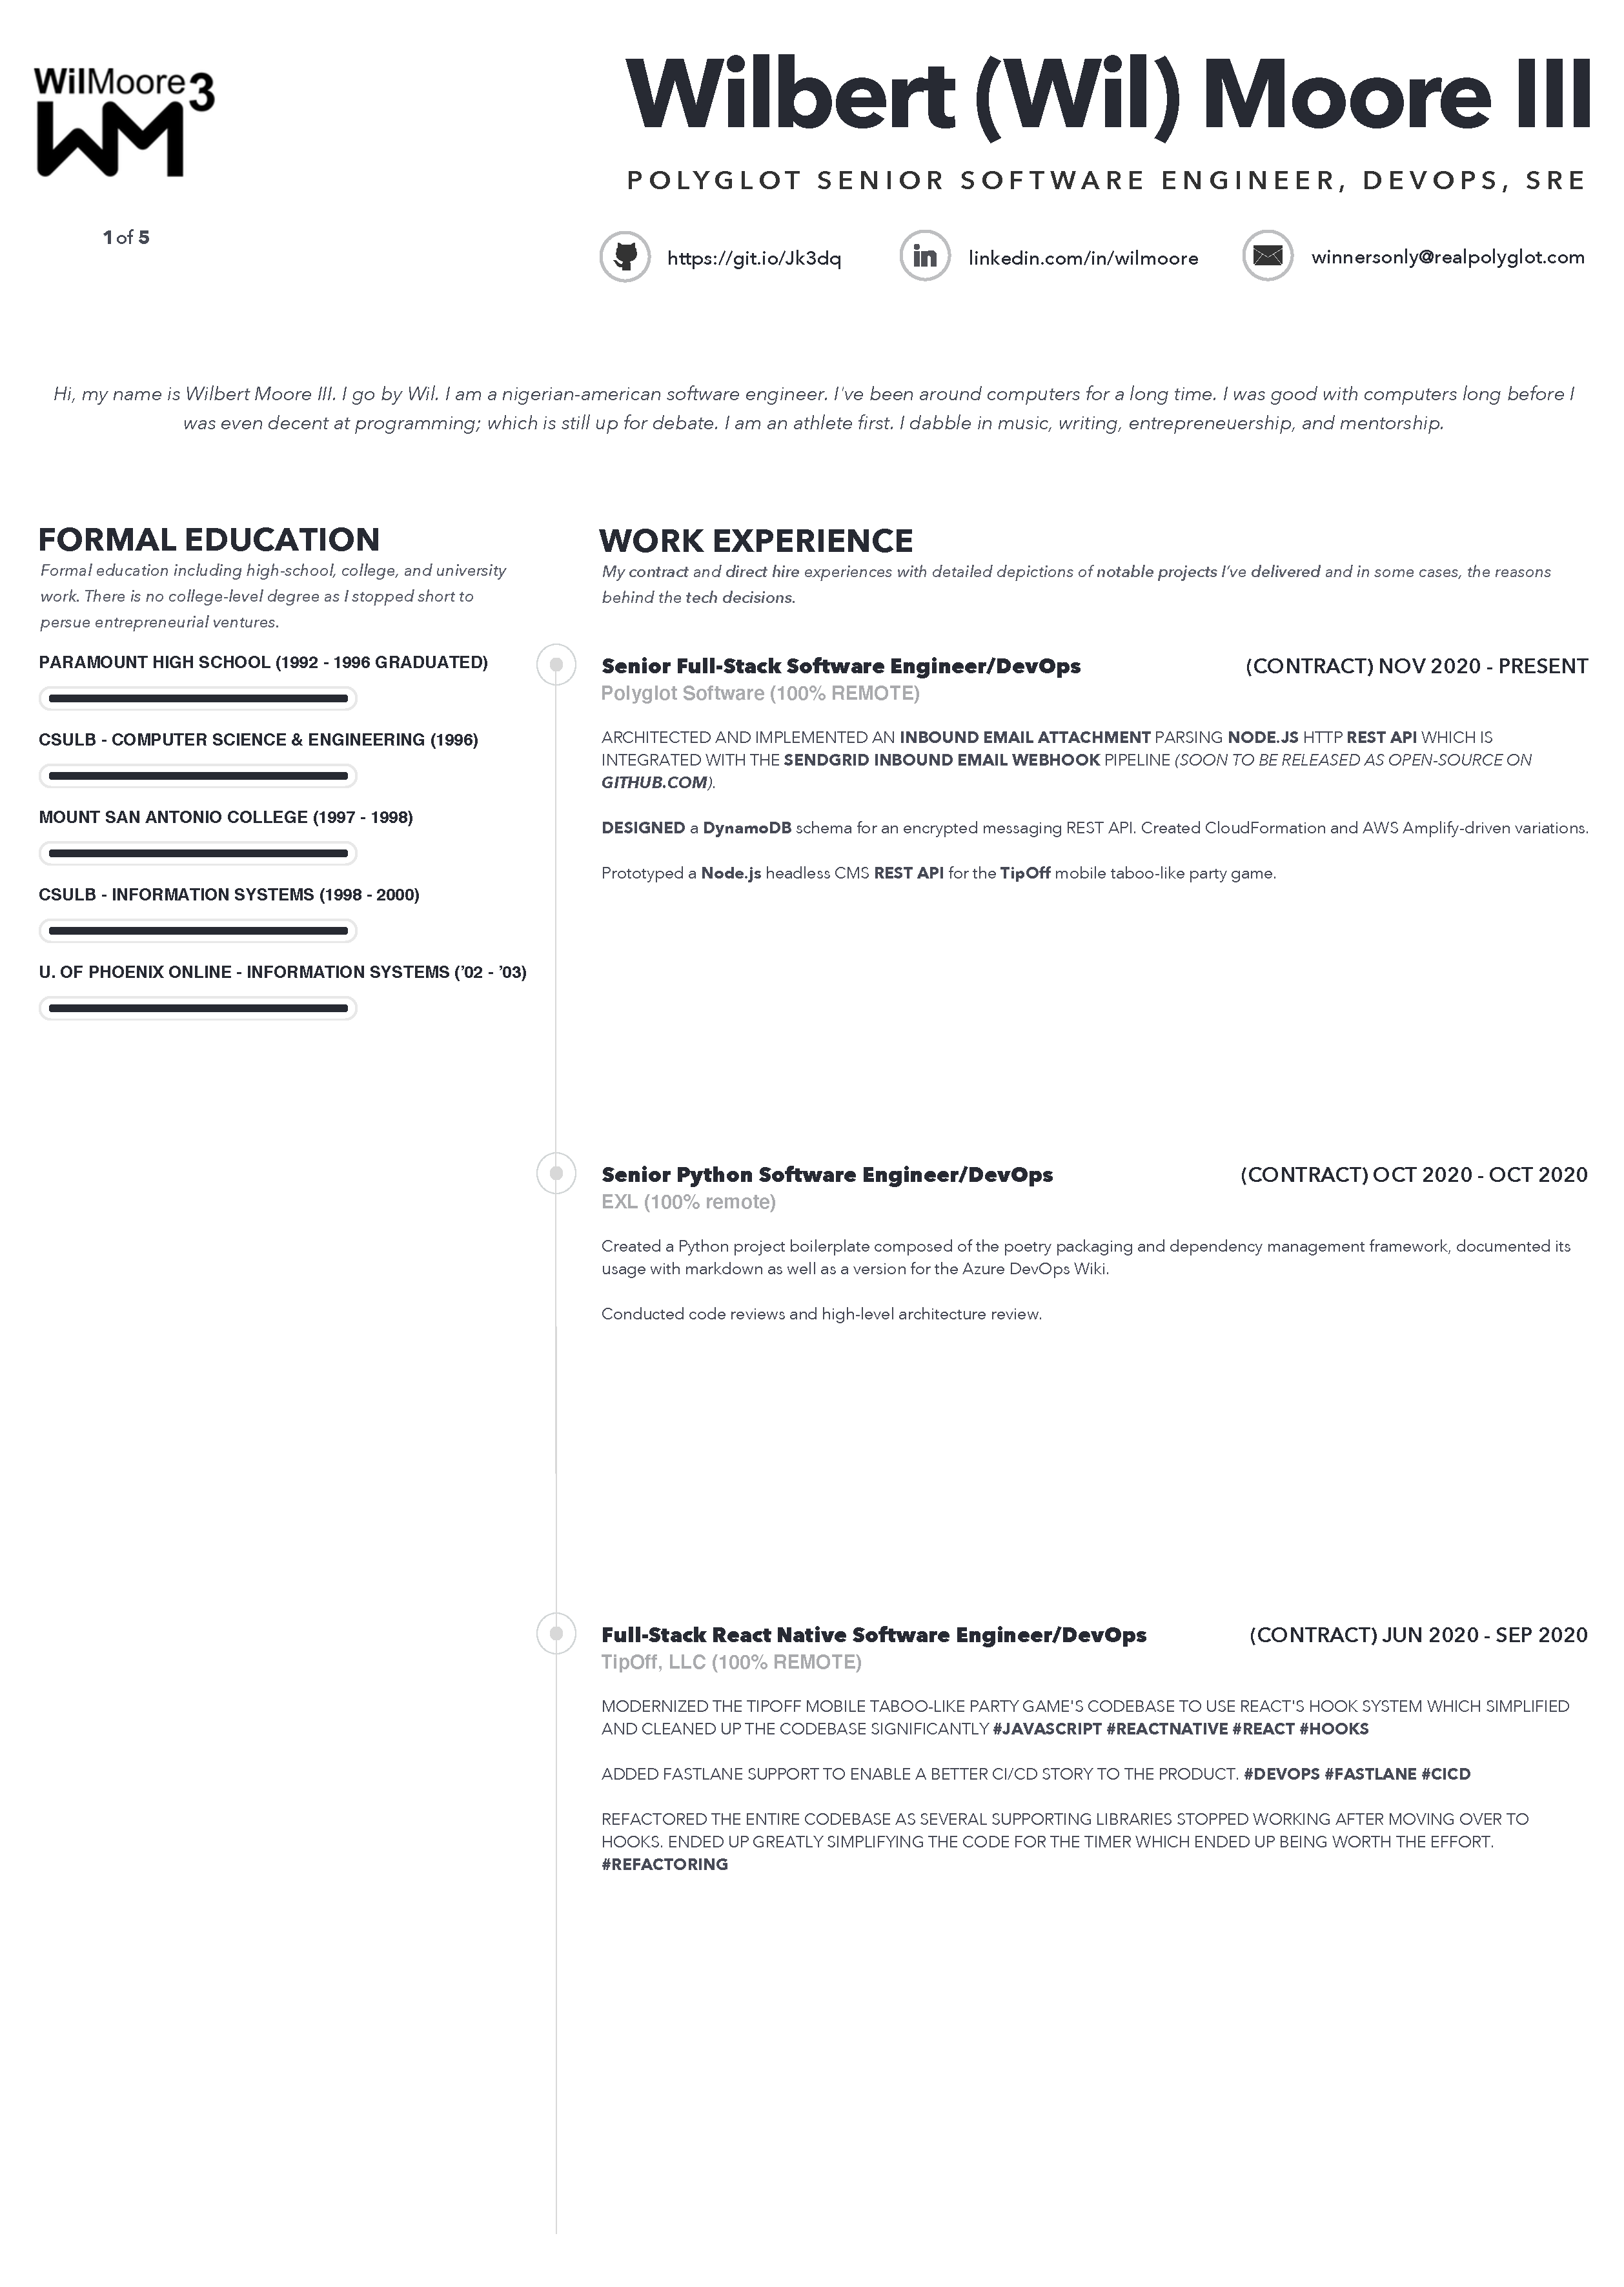 WilMoore3
WM
1 of 5
Wilbert (Wil) Moore III
POLYGLOT SENIOR SOFTWARE ENGINEER, DEVOPS, SRE
https://git.io/Jk3dq
linkedin.com/in/wilmoore
winnersonly@realpolyglot.com
Hi, my name is Wilbert Moore III. I go by Wil. I am a nigerian-american software engineer. I've been around computers for a long time. I was good with computers long before I
was even decent at programming; which is still up for debate. I am an athlete first. I dabble in music, writing, entrepreneuership, and mentorship.
FORMAL EDUCATION
Formal education including high-school, college, and university
work. There is no college-level degree as I stopped short to
persue entrepreneurial ventures.
PARAMOUNT HIGH SCHOOL (1992 - 1996 GRADUATED)
CSULB - COMPUTER SCIENCE & ENGINEERING (1996)
MOUNT SAN ANTONIO COLLEGE (1997 - 1998)
CSULB - INFORMATION SYSTEMS (1998 - 2000)
U. OF PHOENIX ONLINE - INFORMATION SYSTEMS ('02 - '03)
WORK EXPERIENCE
My contract and direct hire experiences with detailed depictions of notable projects I've delivered and in some cases, the reasons
behind the tech decisions.
Senior Full-Stack Software Engineer/DevOps
(CONTRACT) NOV 2020 - PRESENT
Polyglot Software (100% REMOTE)
ARCHITECTED AND IMPLEMENTED AN INBOUND EMAIL ATTACHMENT PARSING NODE.JS HTTP REST API WHICH IS
INTEGRATED WITH THE SENDGRID INBOUND EMAIL WEBHOOK PIPELINE (SOON TO BE RELEASED AS OPEN-SOURCE ON
GITHUB.COM).
DESIGNED a DynamoDB schema for an encrypted messaging REST API. Created CloudFormation and AWS Amplify-driven variations.
Prototyped a Node.js headless CMS REST API for the TipOff mobile taboo-like party game.
Senior Python Software Engineer/DevOps
(CONTRACT) OCT 2020 - OCT 2020
EXL (100% remote)
Created a Python project boilerplate composed of the poetry packaging and dependency management framework, documented its
usage with markdown as well as a version for the Azure DevOps Wiki.
Conducted code reviews and high-level architecture review.
Full-Stack React Native Software Engineer/DevOps
(CONTRACT) JUN 2020 - SEP 2020
TipOff, LLC (100% REMOTE)
MODERNIZED THE TIPOFF MOBILE TABOO-LIKE PARTY GAME'S CODEBASE TO USE REACT'S HOOK SYSTEM WHICH SIMPLIFIED
AND CLEANED UP THE CODEBASE SIGNIFICANTLY #JAVASCRIPT #REACTNATIVE #REACT #HOOKS
ADDED FASTLANE SUPPORT TO ENABLE A BETTER CI/CD STORY TO THE PRODUCT. #DEVOPS #FASTLANE #CICD
REFACTORED THE ENTIRE CODEBASE AS SEVERAL SUPPORTING LIBRARIES STOPPED WORKING AFTER MOVING OVER TO
HOOKS. ENDED UP GREATLY SIMPLIFYING THE CODE FOR THE TIMER WHICH ENDED UP BEING WORTH THE EFFORT.
#REFACTORING